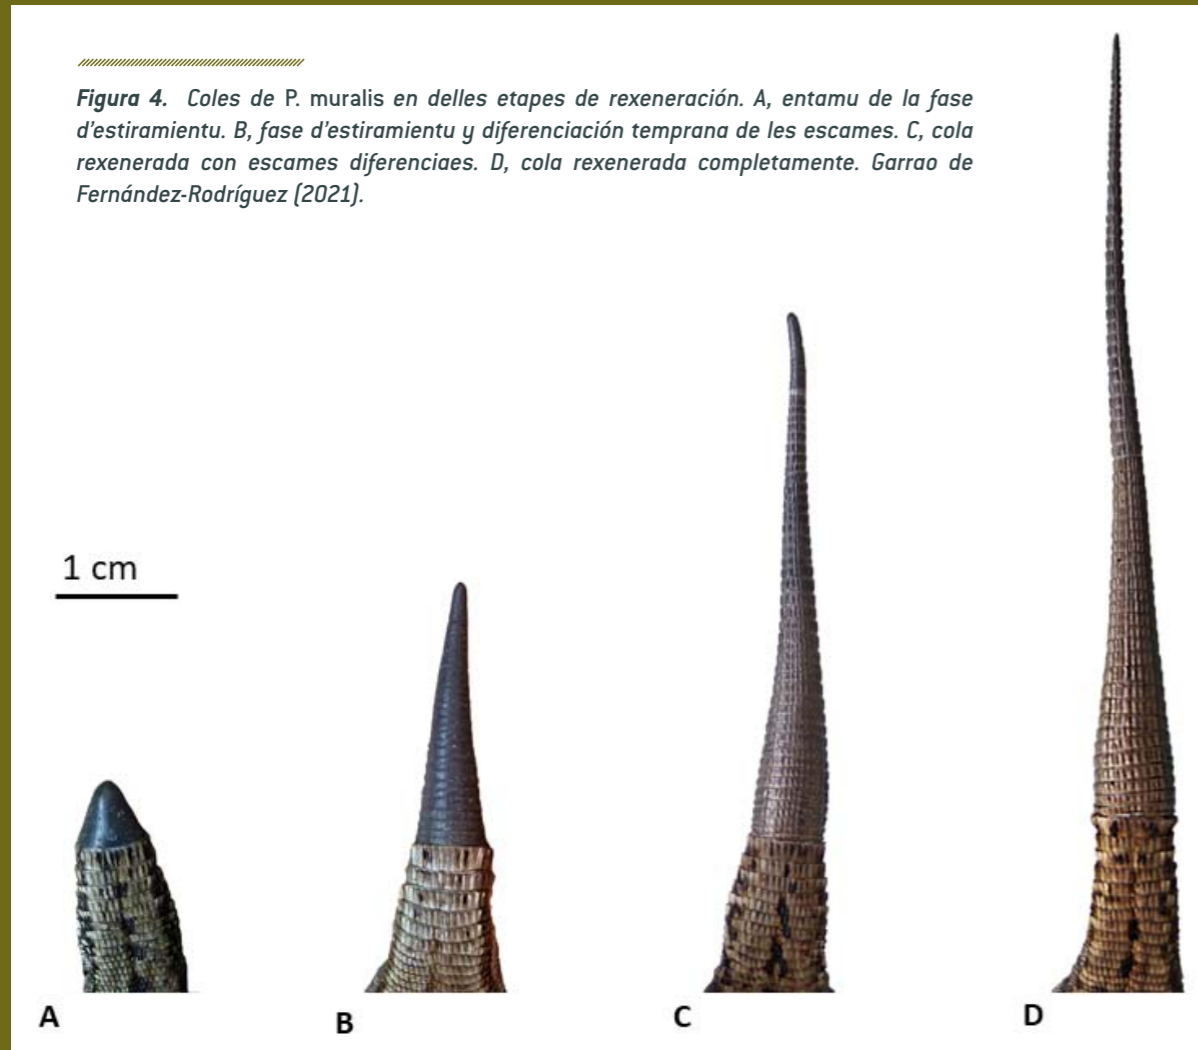 Figura 4. Coles de P. muralis en delles etapes de rexeneración. A, entamu de la fase
d'estiramientu. B, fase d'estiramientu y diferenciación temprana de les escames. C, cola
rexenerada con escames diferenciaes. D, cola rexenerada completamente. Garrao de
Fernández-Rodríguez (2021).
1 cm
A
B
C
D